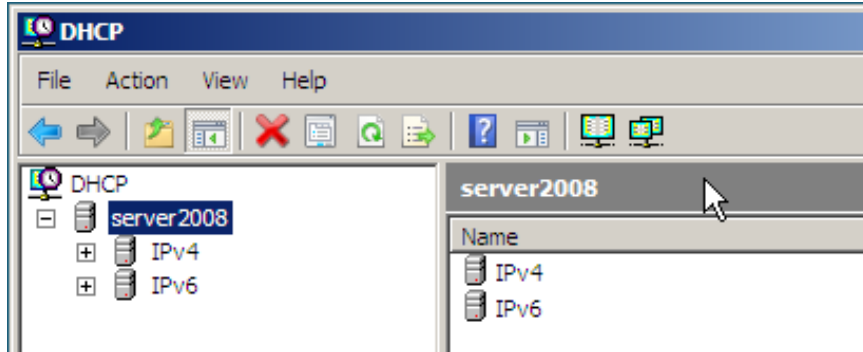 DHCP
File Action View Help
DHCP
server2008
IPv4
IPv6
server2008
Name
IPv4
IPv6